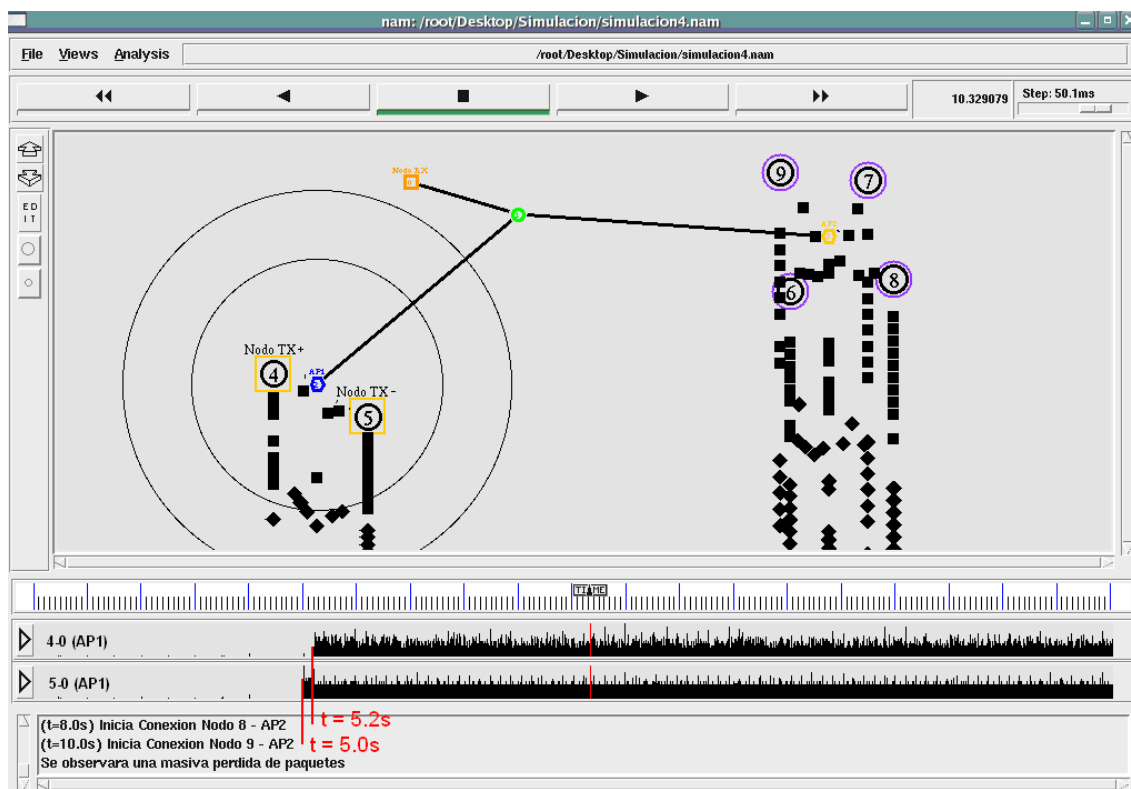 nam: /root/Desktop/Simulacion/simulacion4.nam
File Views Analysis /root/Desktop/Simulacion/simulacion4.nam
10.329079 Step: 50.1ms
ED
IT
Nodo RX
9
7
AP2
6
8
Nodo TX+
4
AP1
Nodo TX-
5
TIME
4-0 (AP1)
5-0 (AP1)
t = 5.2s
t = 5.0s
(t=8.0s) Inicia Conexion Nodo 8 - AP2
(t=10.0s) Inicia Conexion Nodo 9 - AP2
Se observara una masiva perdida de paquetes